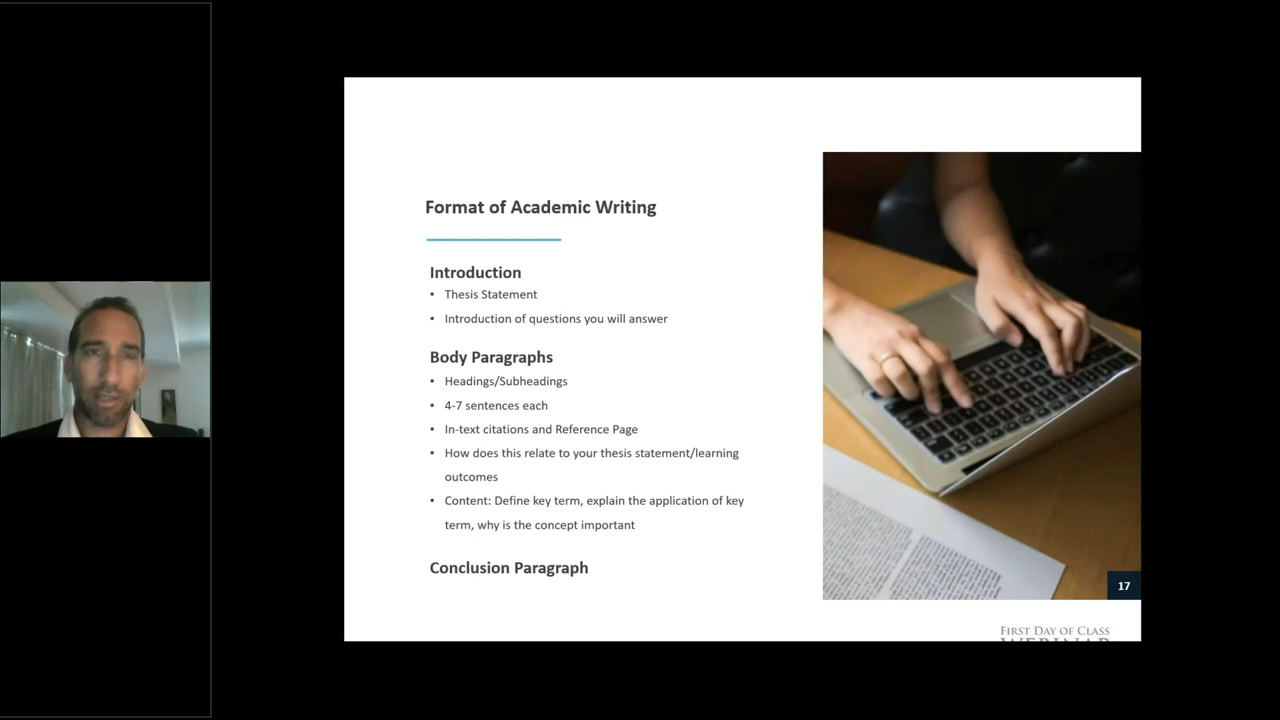 Format of Academic Writing
Introduction
• Thesis Statement
• Introduction of questions you will answer
Body Paragraphs
• Headings/Subheadings
• 4-7 sentences each
• In-text citations and Reference Page
• How does this relate to your thesis statement/learning
outcomes
• Content: Define key term, explain the application of key
term, why is the concept important
Conclusion Paragraph
17
FIRST DAY OF CLASS
WEBINAR